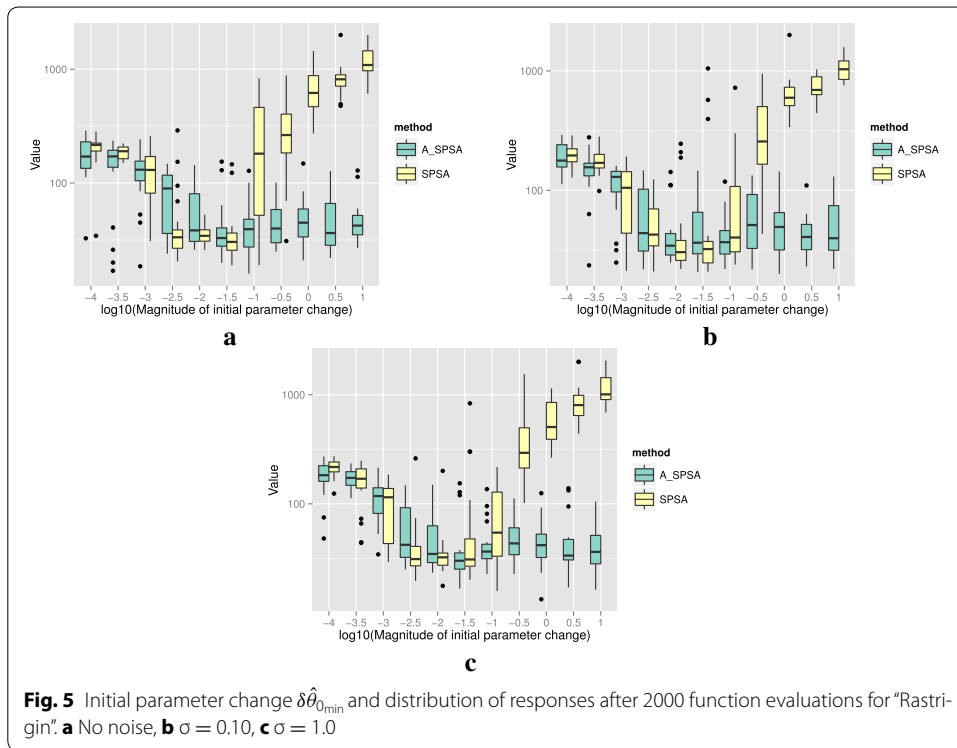 1000
100
Value
-4 -3.5 -3 -2.5 -2 -1.5 -1 -0.5 0 0.5 1
log10(Magnitude of initial parameter change)
method
A_SPSA
SPSA
a
1000
100
Value
-4 -3.5 -3 -2.5 -2 -1.5 -1 -0.5 0 0.5 1
log10(Magnitude of initial parameter change)
method
A_SPSA
SPSA
b
1000
100
Value
-4 -3.5 -3 -2.5 -2 -1.5 -1 -0.5 0 0.5 1
log10(Magnitude of initial parameter change)
method
A_SPSA
SPSA
c
Fig. 5 Initial parameter change δθ̂₀ₘᵢₙ and distribution of responses after 2000 function evaluations for “Rastri-
gin”. a No noise, b σ = 0.10, c σ = 1.0